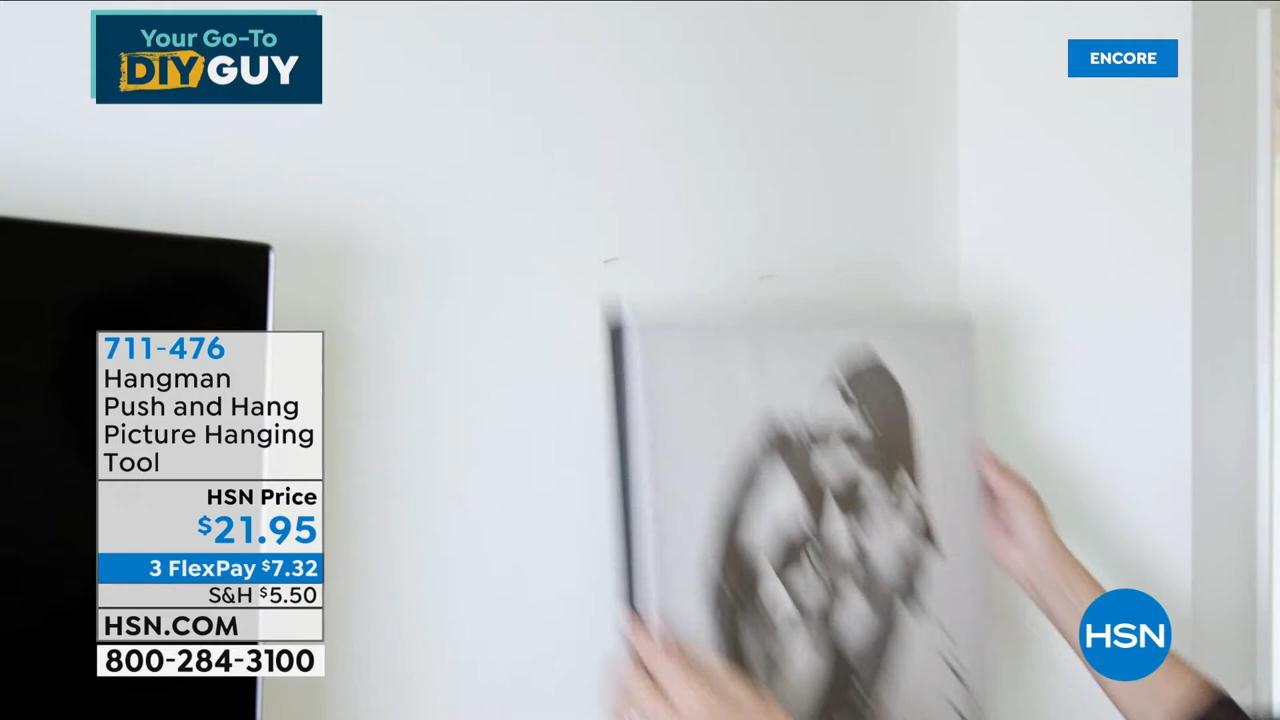 Your Go-To
DIY GUY
ENCORE
711-476
Hangman
Push and Hang
Picture Hanging
Tool
HSN Price
$21.95
3 FlexPay $7.32
S&H $5.50
HSN.COM
800-284-3100
HSN